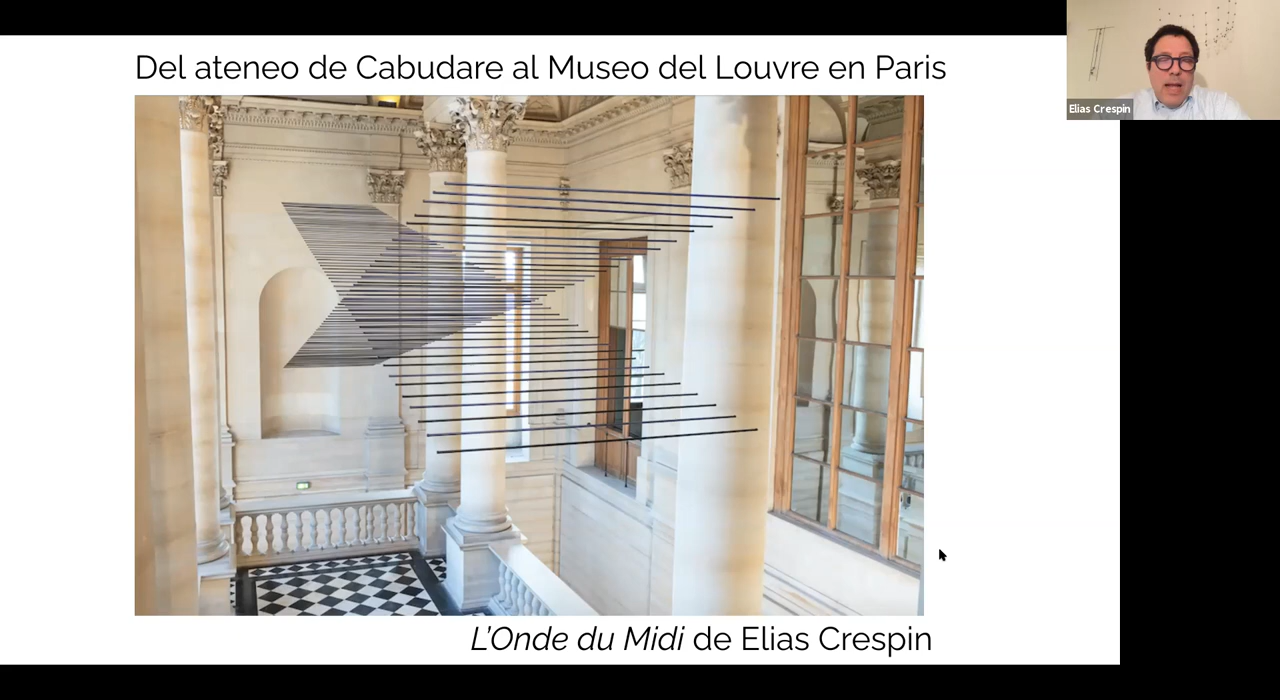 Del ateneo de Cabudare al Museo del Louvre en Paris
Elias Crespin
L'Onde du Midi de Elias Crespin